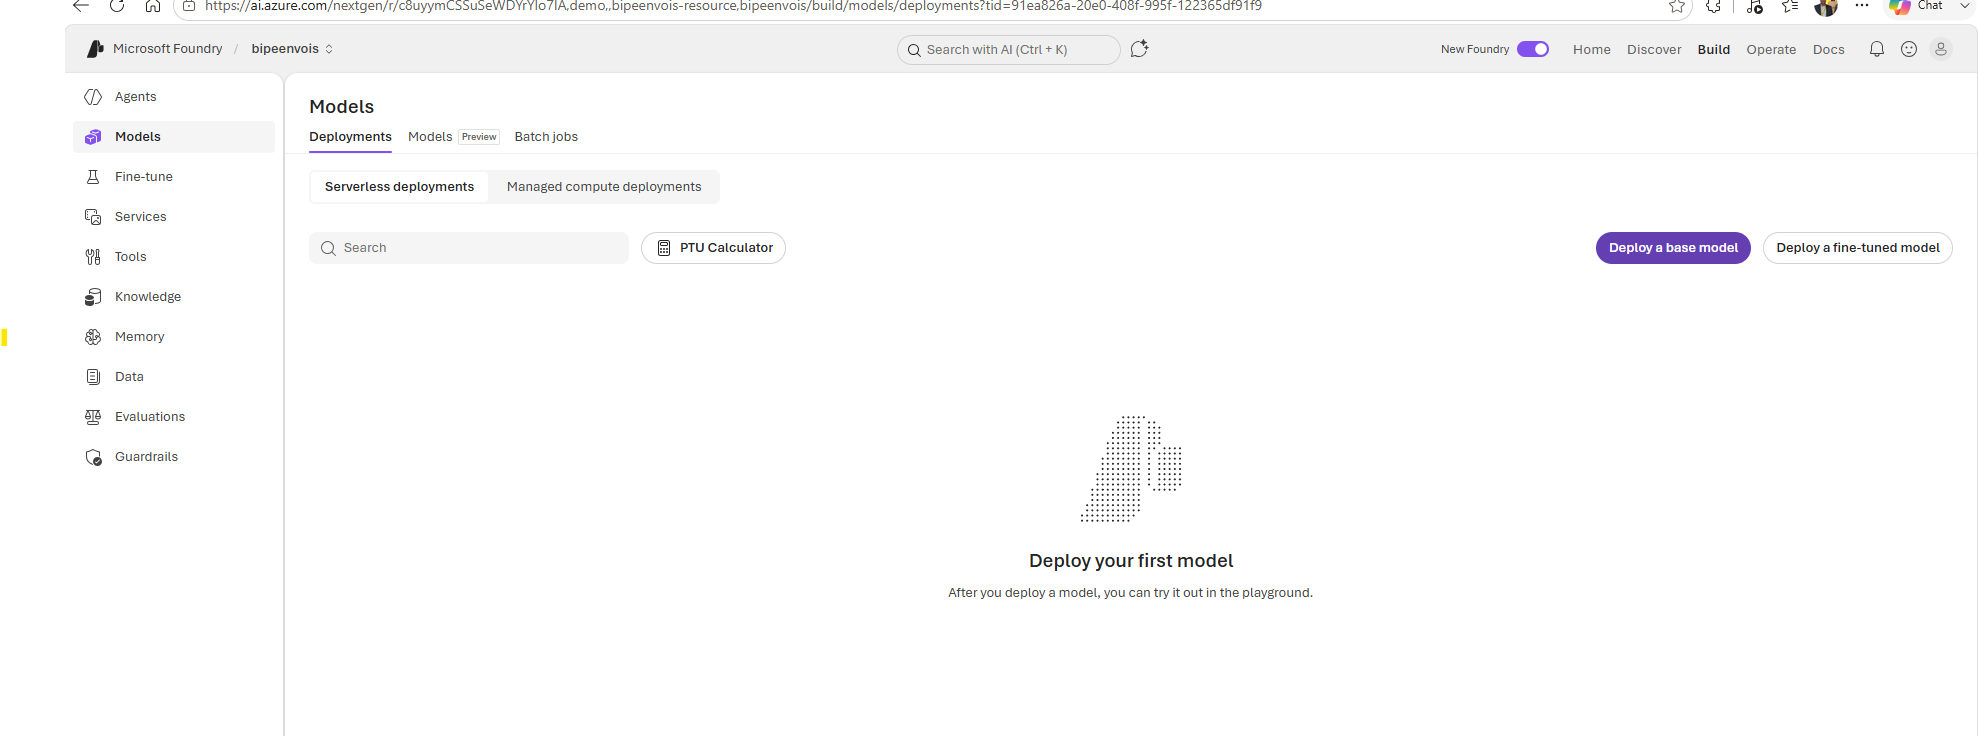 https://ai.azure.com/nextgen/r/c8uyymCSSuSeWDYrYIo7IA,demo,,bipeenvois-resource,bipeenvois/build/models/deployments?tid=91ea826a-20e0-408f-995f-122365df91f9
Chat
Microsoft Foundry / bipeenvois
Search with AI (Ctrl + K)
New Foundry
Home
Discover
Build
Operate
Docs
Agents
Models
Fine-tune
Services
Tools
Knowledge
Memory
Data
Evaluations
Guardrails
Models
Deployments
Models Preview
Batch jobs
Serverless deployments
Managed compute deployments
Search
PTU Calculator
Deploy a base model
Deploy a fine-tuned model
Deploy your first model
After you deploy a model, you can try it out in the playground.